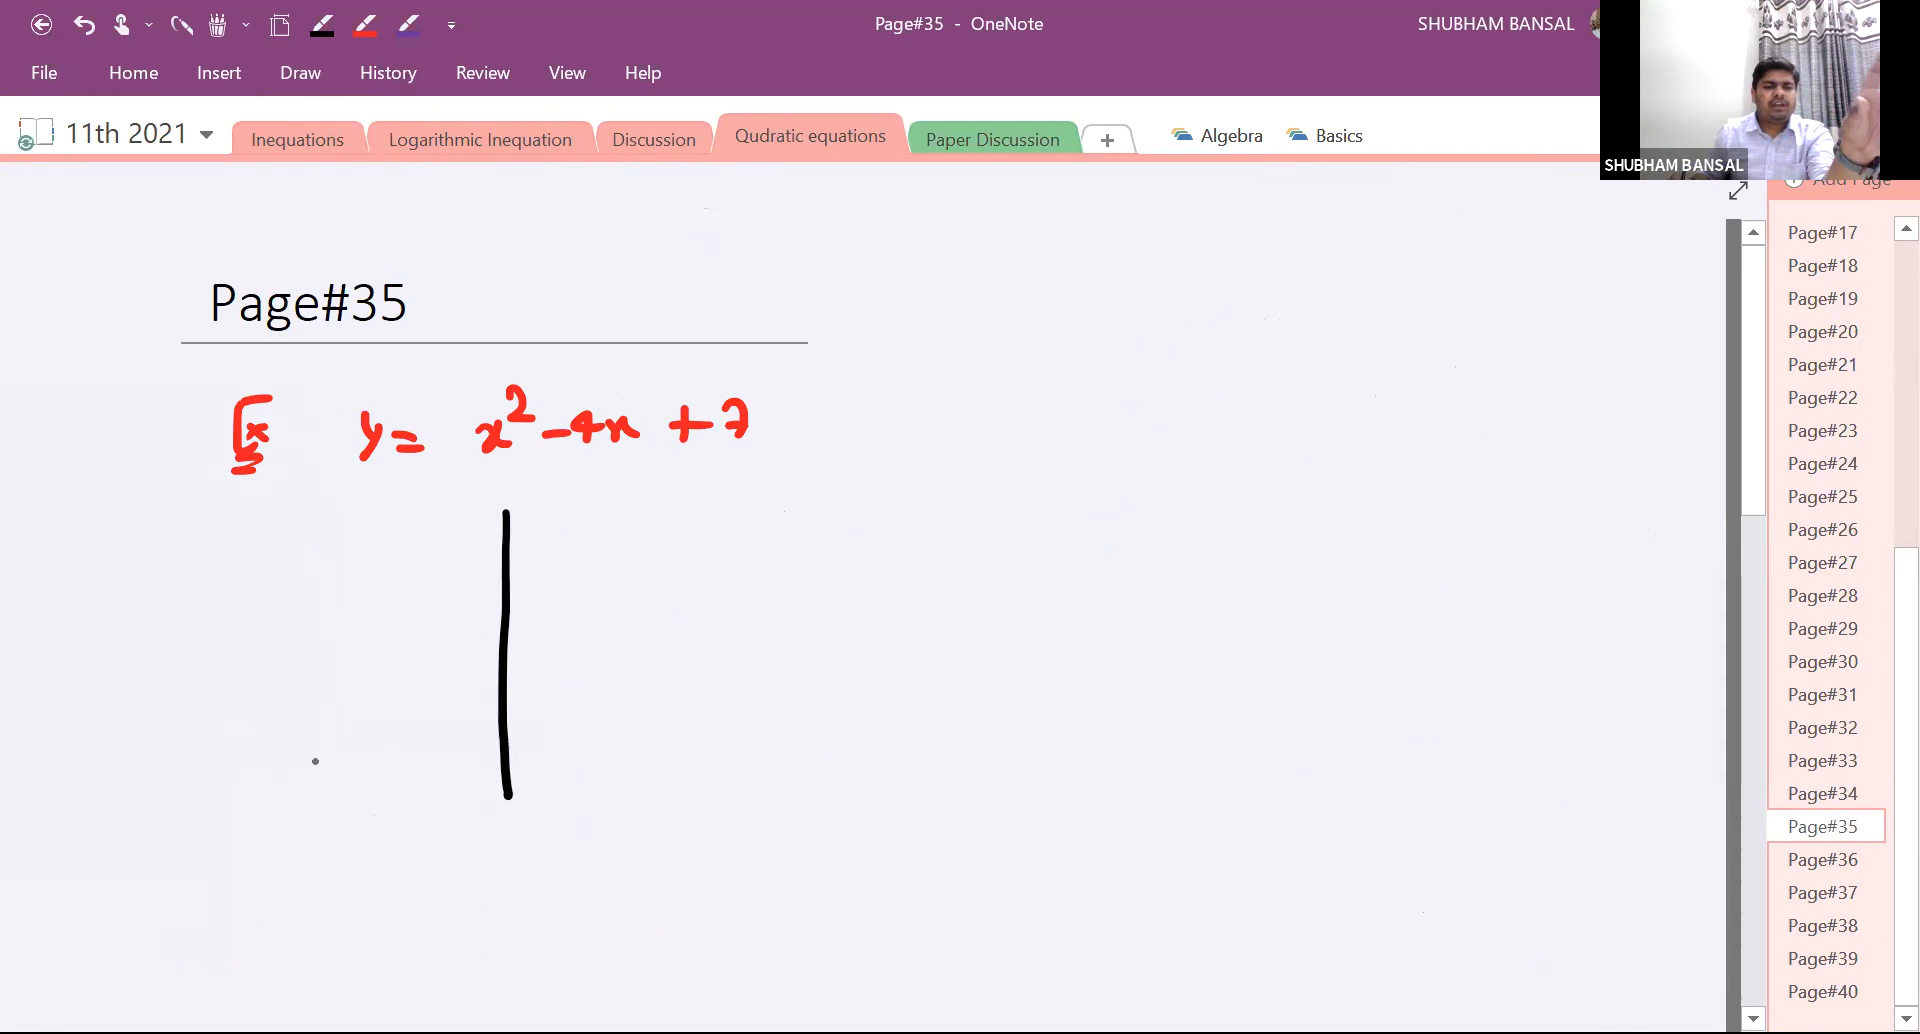 Page#35 - OneNote
SHUBHAM BANSAL
File Home Insert Draw History Review View Help
SHUBHAM BANSAL
11th 2021
Inequations
Logarithmic Inequation
Discussion
Qudratic equations
Paper Discussion
+
Algebra
Basics
Add Page
Page#35
y = x² - 4x + 7
Page#17
Page#18
Page#19
Page#20
Page#21
Page#22
Page#23
Page#24
Page#25
Page#26
Page#27
Page#28
Page#29
Page#30
Page#31
Page#32
Page#33
Page#34
Page#35
Page#36
Page#37
Page#38
Page#39
Page#40